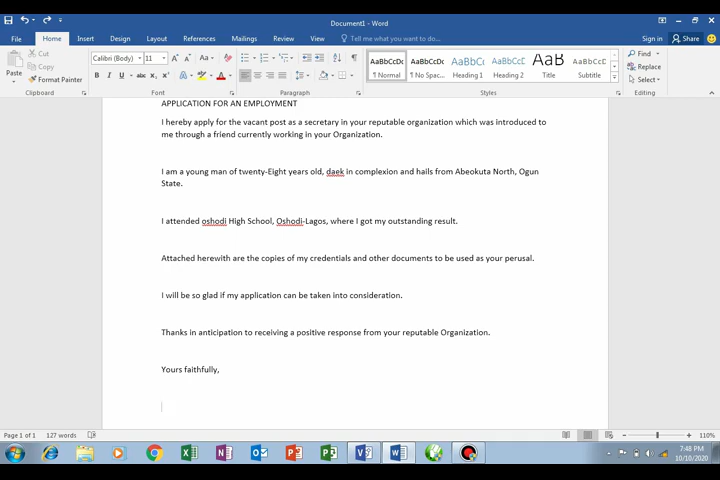 Document1 - Word
File Home Insert Design Layout References Mailings Review View Tell me what you want to do... Sign in Share
Cut
Copy
Format Painter
Paste
Calibri (Body) 11
Clipboard Font Paragraph Styles Editing
AaBbCcDc AaBbCcDc AaBbCc AaBbCcC AaB AaBbCcC
¶ Normal ¶ No Spac... Heading 1 Heading 2 Title Subtitle
Find
Replace
Select
APPLICATION FOR AN EMPLOYMENT
I hereby apply for the vacant post as a secretary in your reputable organization which was introduced to
me through a friend currently working in your Organization.
I am a young man of twenty-Eight years old, daek in complexion and hails from Abeokuta North, Ogun
State.
I attended oshodi High School, Oshodi-Lagos, where I got my outstanding result.
Attached herewith are the copies of my credentials and other documents to be used as your perusal.
I will be so glad if my application can be taken into consideration.
Thanks in anticipation to receiving a positive response from your reputable Organization.
Yours faithfully,
Page 1 of 1 127 words 110%
7:48 PM
10/10/2020